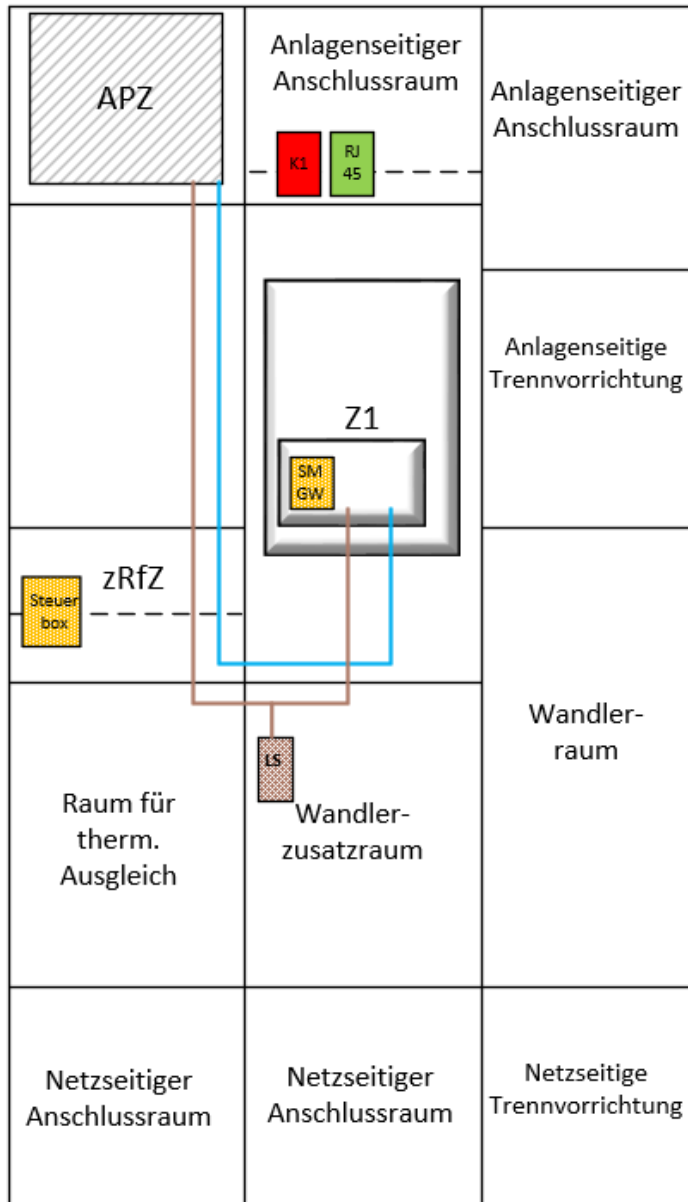 APZ
Anlagenseitiger
Anschlussraum
K1
RJ
45
Anlagenseitiger
Anschlussraum
Z1
SM
GW
Anlagenseitige
Trennvorrichtung
zRfZ
Steuer
box
Wandler-
raum
LS
Raum für
therm.
Ausgleich
Wandler-
zusatzraum
Netzseitiger
Anschlussraum
Netzseitiger
Anschlussraum
Netzseitige
Trennvorrichtung